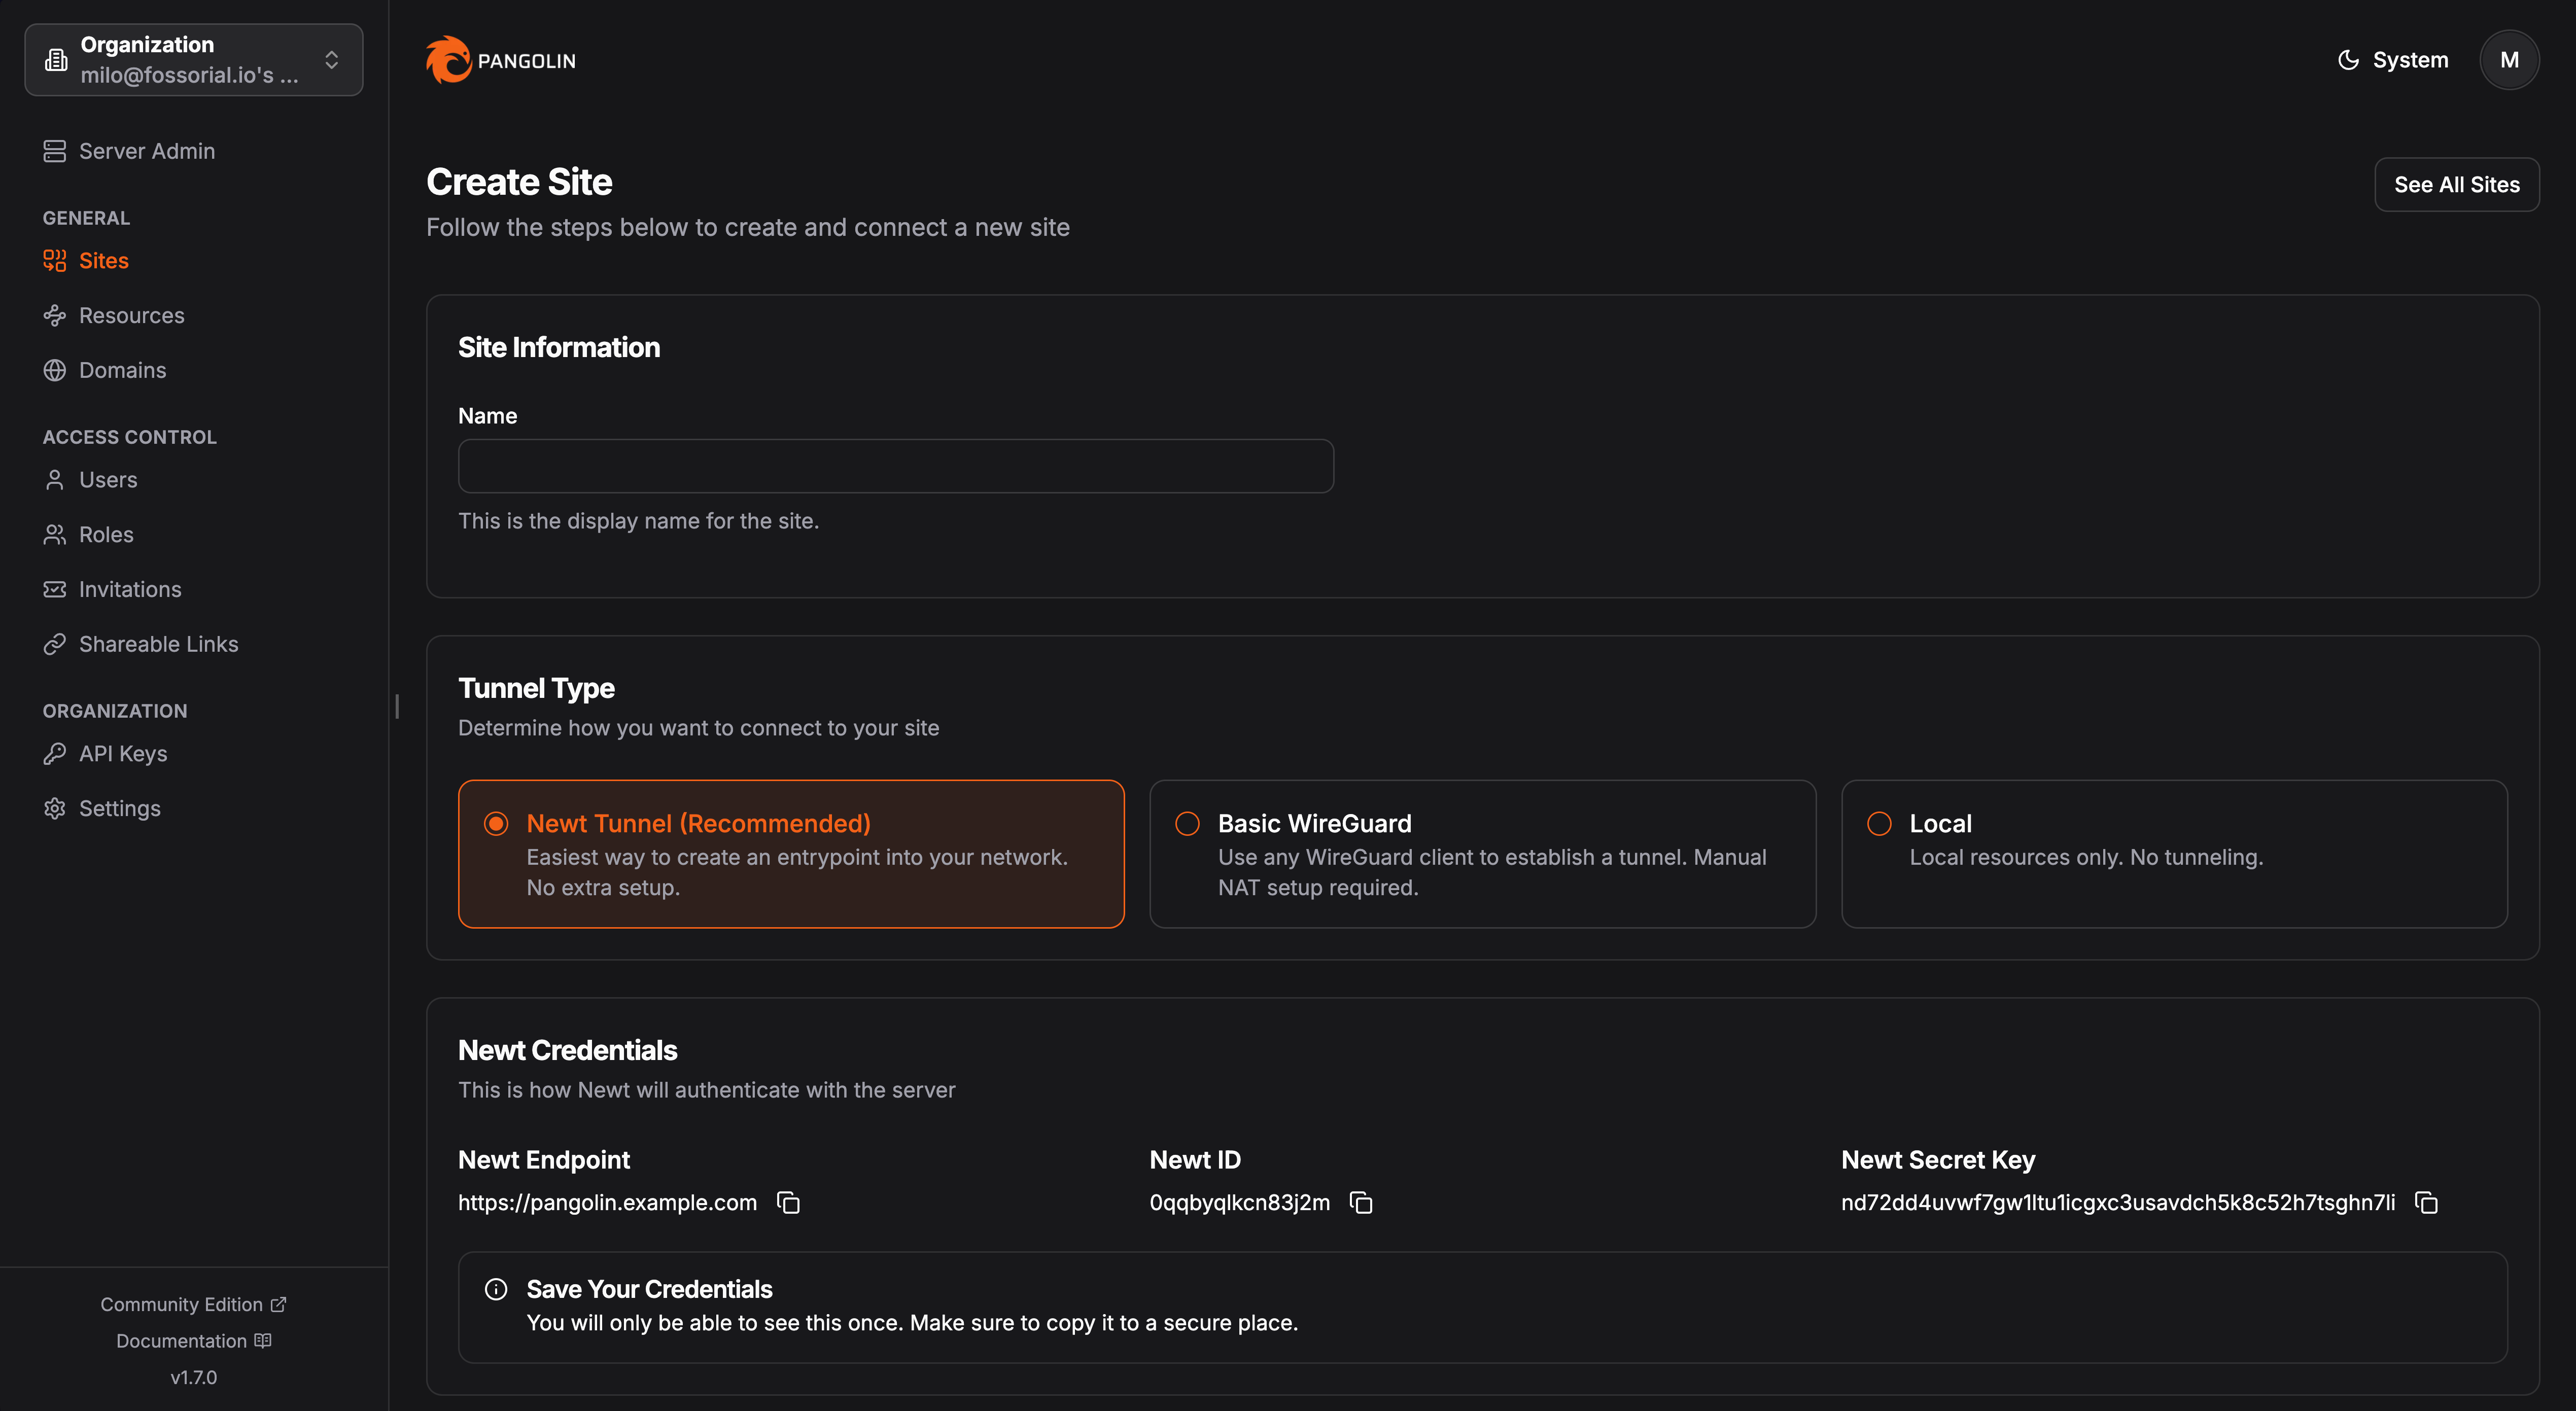 Organization
milo@fossorial.io's ...
Server Admin
GENERAL
Sites
Resources
Domains
ACCESS CONTROL
Users
Roles
Invitations
Shareable Links
ORGANIZATION
API Keys
Settings
Community Edition
Documentation
v1.7.0
PANGOLIN
System
M
Create Site
Follow the steps below to create and connect a new site
See All Sites
Site Information
Name
This is the display name for the site.
Tunnel Type
Determine how you want to connect to your site
Newt Tunnel (Recommended)
Easiest way to create an entrypoint into your network.
No extra setup.
Basic WireGuard
Use any WireGuard client to establish a tunnel. Manual
NAT setup required.
Local
Local resources only. No tunneling.
Newt Credentials
This is how Newt will authenticate with the server
Newt Endpoint
https://pangolin.example.com
Newt ID
0qqbyqlkcn83j2m
Newt Secret Key
nd72dd4uvwf7gw1ltu1icgxc3usavdch5k8c52h7tsghn7li
Save Your Credentials
You will only be able to see this once. Make sure to copy it to a secure place.